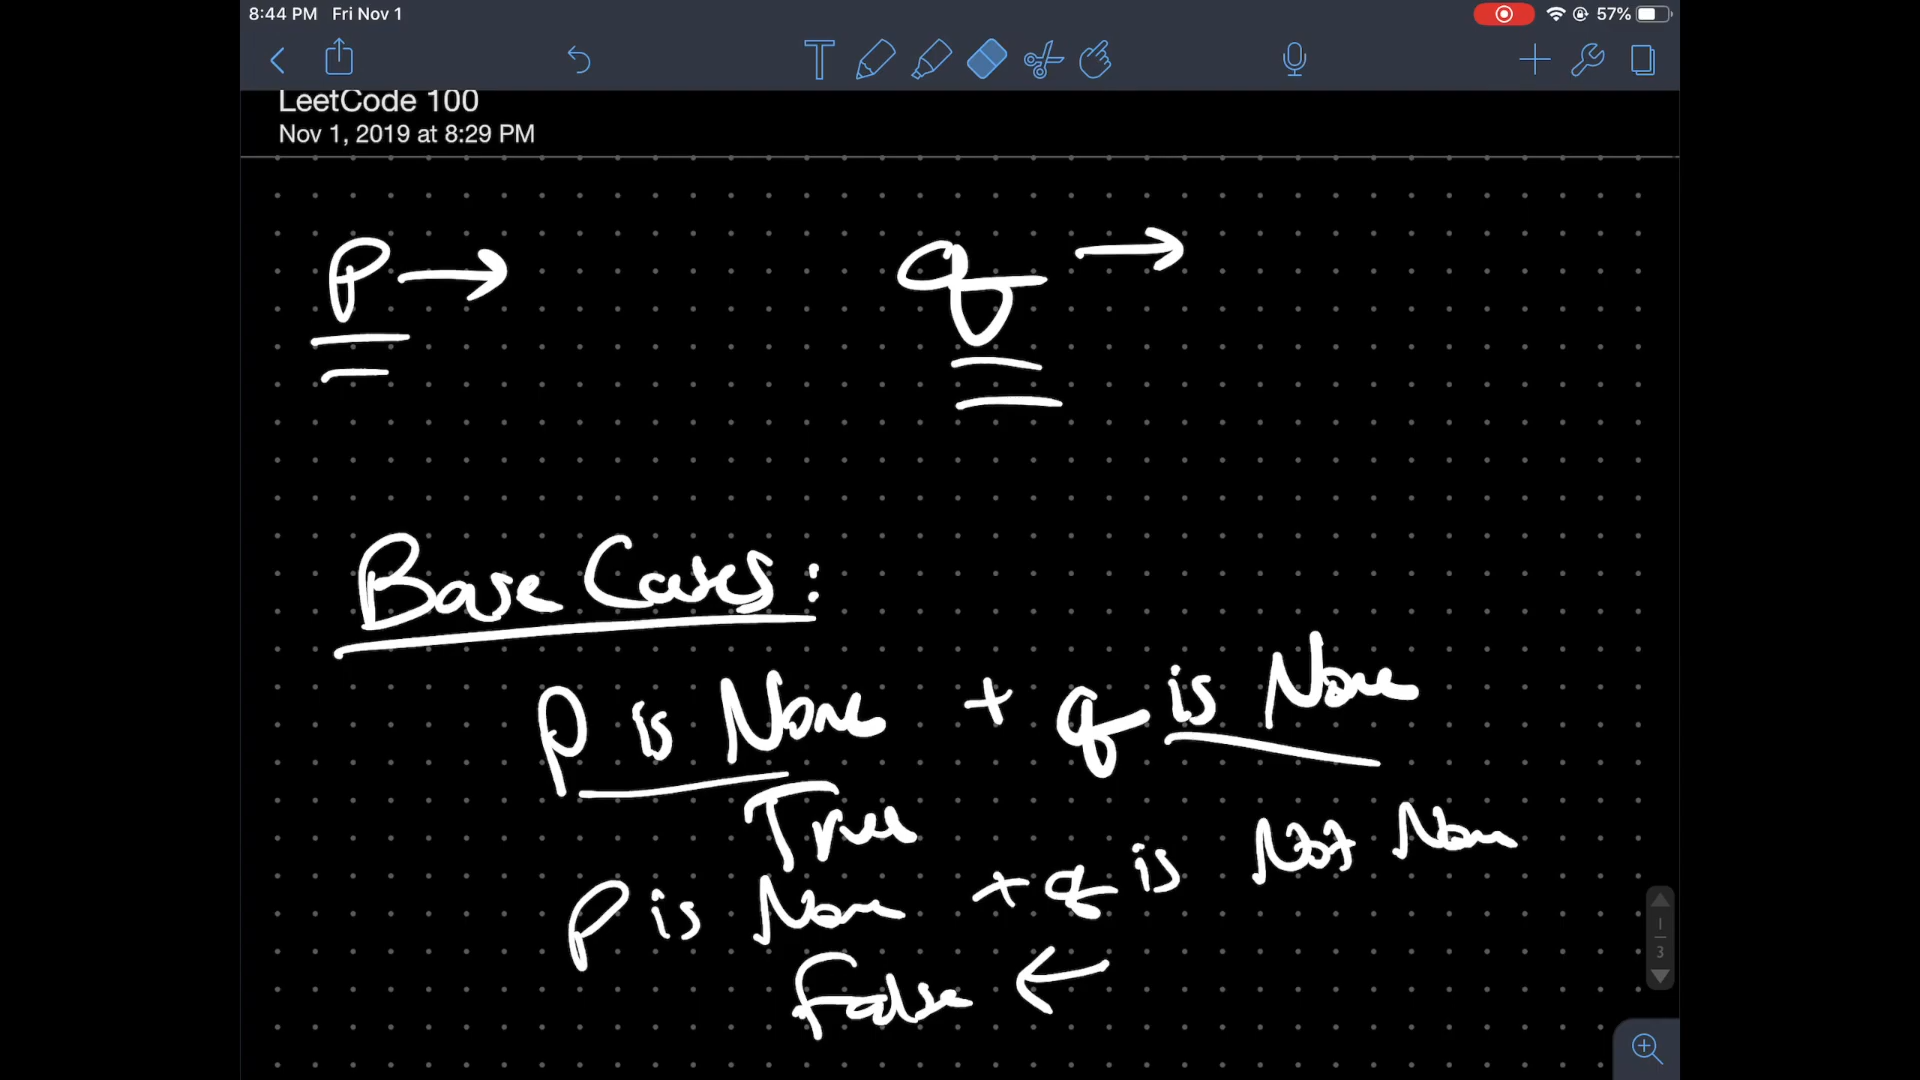 8:44 PM Fri Nov 1 57%
T
LeetCode 100
Nov 1, 2019 at 8:29 PM
P → q →
Base Cases:
P is None + q is None
True
P is None + q is Not None
False ←
1
3